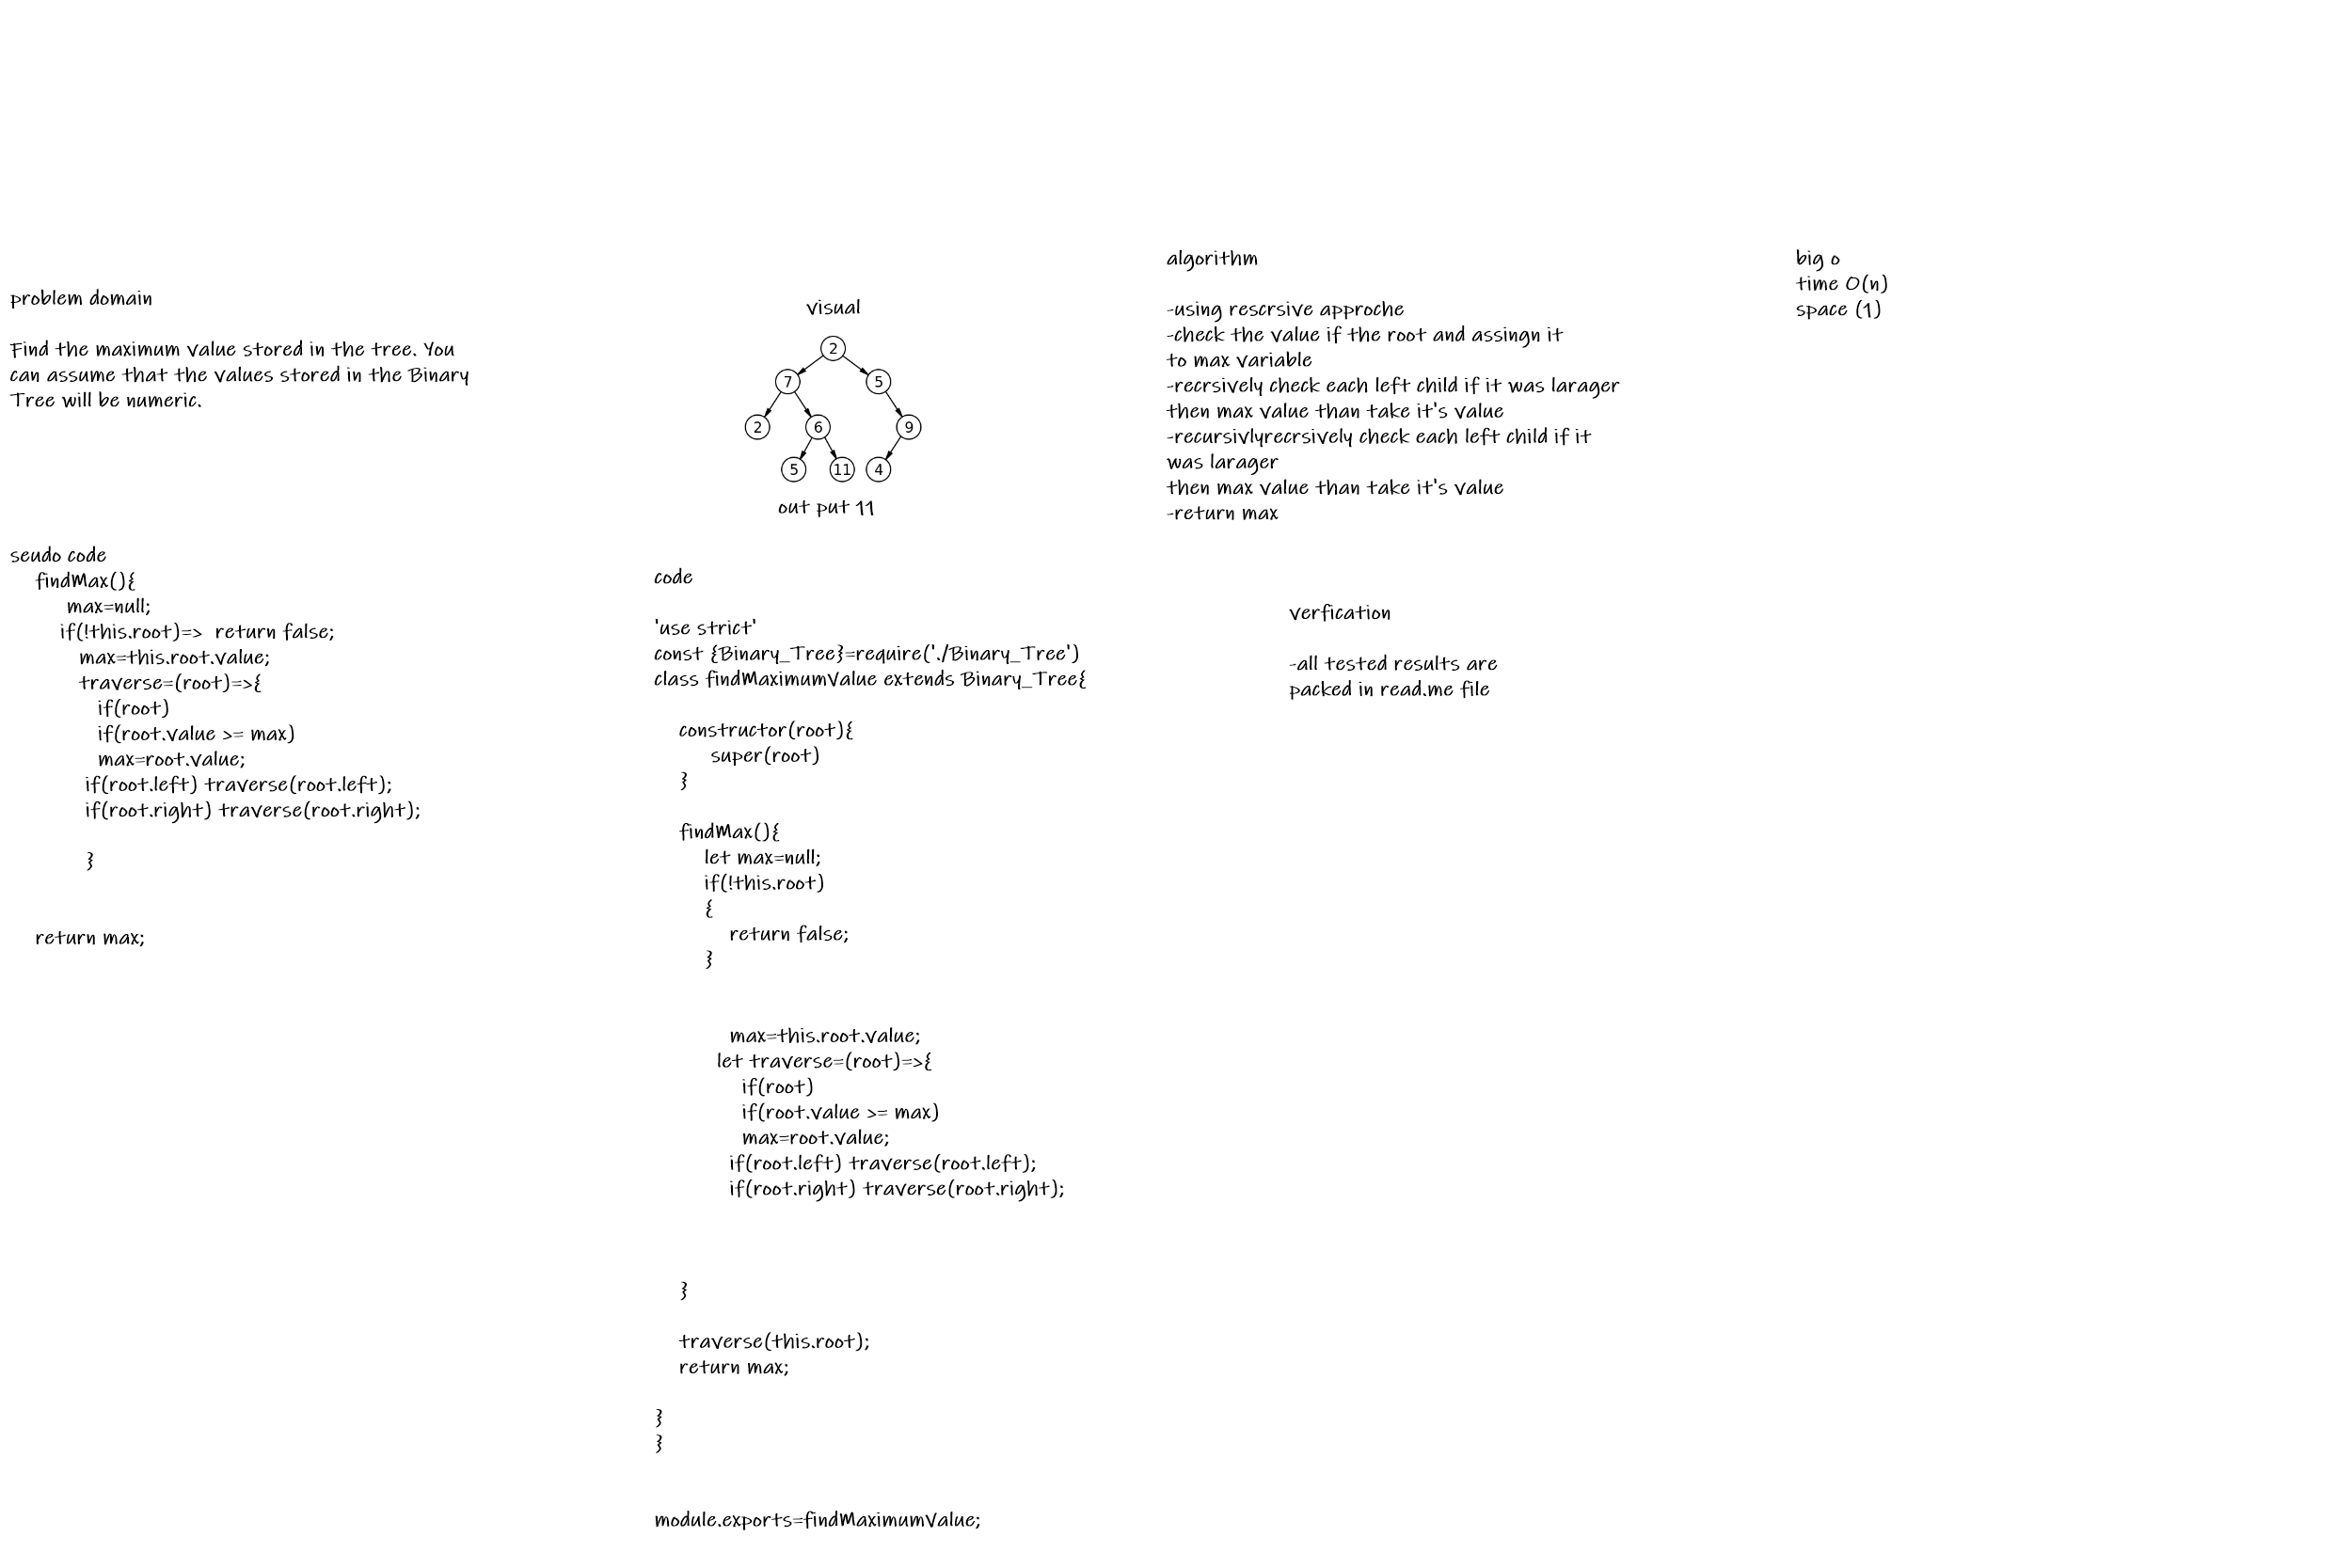 problem domain
Find the maximum value stored in the tree. You
can assume that the values stored in the Binary
Tree will be numeric.
visual
2
7
5
2
6
9
5
11
4
out put 11
algorithm
-using rescrsive approche
-check the value if the root and assingn it
to max variable
-recrsively check each left child if it was larager
then max value than take it's value
-recursivlyrecrsively check each left child if it
was larager
then max value than take it's value
-return max
big o
time O(n)
space (1)
seudo code
findMax(){
max=null;
if(!this.root)=> return false;
max=this.root.value;
traverse=(root)=>{
if(root)
if(root.value >= max)
max=root.value;
if(root.left) traverse(root.left);
if(root.right) traverse(root.right);
}
return max;
code
'use strict'
const {Binary_Tree}=require('./Binary_Tree')
class findMaximumValue extends Binary_Tree{
constructor(root){
super(root)
}
findMax(){
let max=null;
if(!this.root)
{
return false;
}
max=this.root.value;
let traverse=(root)=>{
if(root)
if(root.value >= max)
max=root.value;
if(root.left) traverse(root.left);
if(root.right) traverse(root.right);
}
traverse(this.root);
return max;
}
}
module.exports=findMaximumValue;
verfication
-all tested results are
packed in read.me file